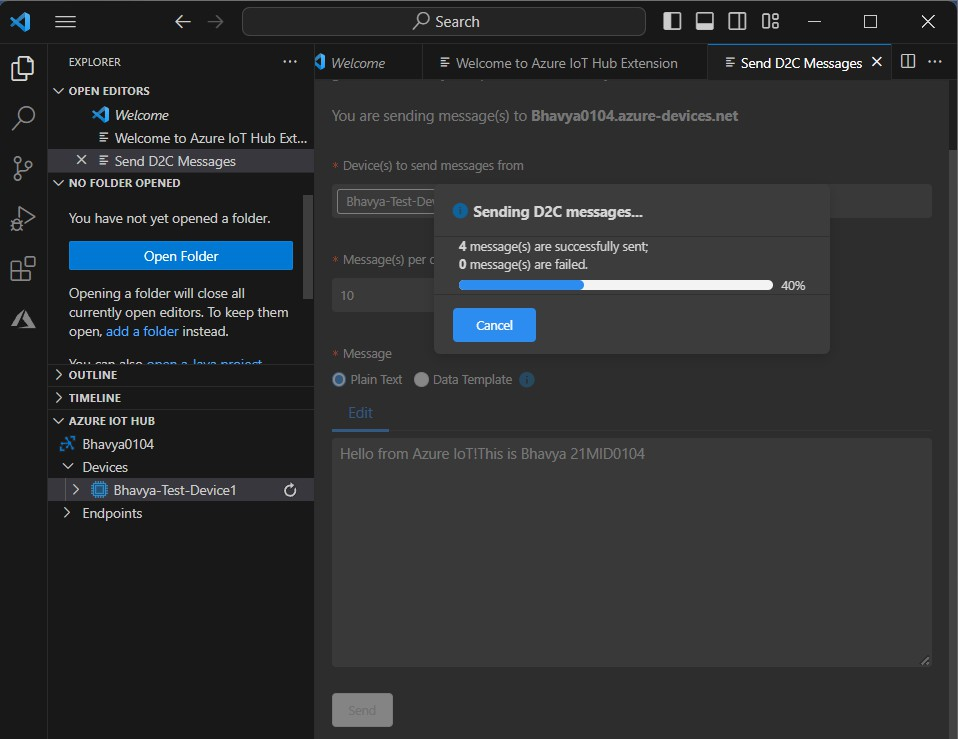 Search
EXPLORER
OPEN EDITORS
Welcome
Welcome to Azure IoT Hub Ext...
Send D2C Messages
NO FOLDER OPENED
You have not yet opened a folder.
Open Folder
Opening a folder will close all
currently open editors. To keep them
open, add a folder instead.
You can also open a Java project
OUTLINE
TIMELINE
AZURE IOT HUB
Bhavya0104
Devices
Bhavya-Test-Device1
Endpoints
Welcome
Welcome to Azure IoT Hub Extension
Send D2C Messages
You are sending message(s) to Bhavya0104.azure-devices.net
* Device(s) to send messages from
Bhavya-Test-Dev
* Message(s) per
10
Sending D2C messages...
4 message(s) are successfully sent;
0 message(s) are failed.
40%
Cancel
* Message
Plain Text
Data Template
Edit
Hello from Azure IoT!This is Bhavya 21MID0104
Send